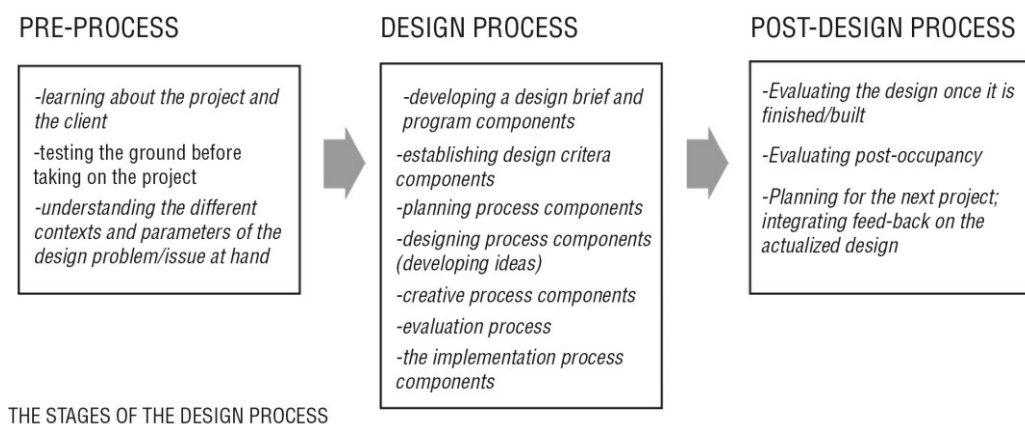 PRE-PROCESS
-learning about the project and
the client
-testing the ground before
taking on the project
-understanding the different
contexts and parameters of the
design problem/issue at hand
DESIGN PROCESS
-developing a design brief and
program components
-establishing design critera
components
-planning process components
-designing process components
(developing ideas)
-creative process components
-evaluation process
-the implementation process
components
POST-DESIGN PROCESS
-Evaluating the design once it is
finished/built
-Evaluating post-occupancy
-Planning for the next project;
integrating feed-back on the
actualized design
THE STAGES OF THE DESIGN PROCESS